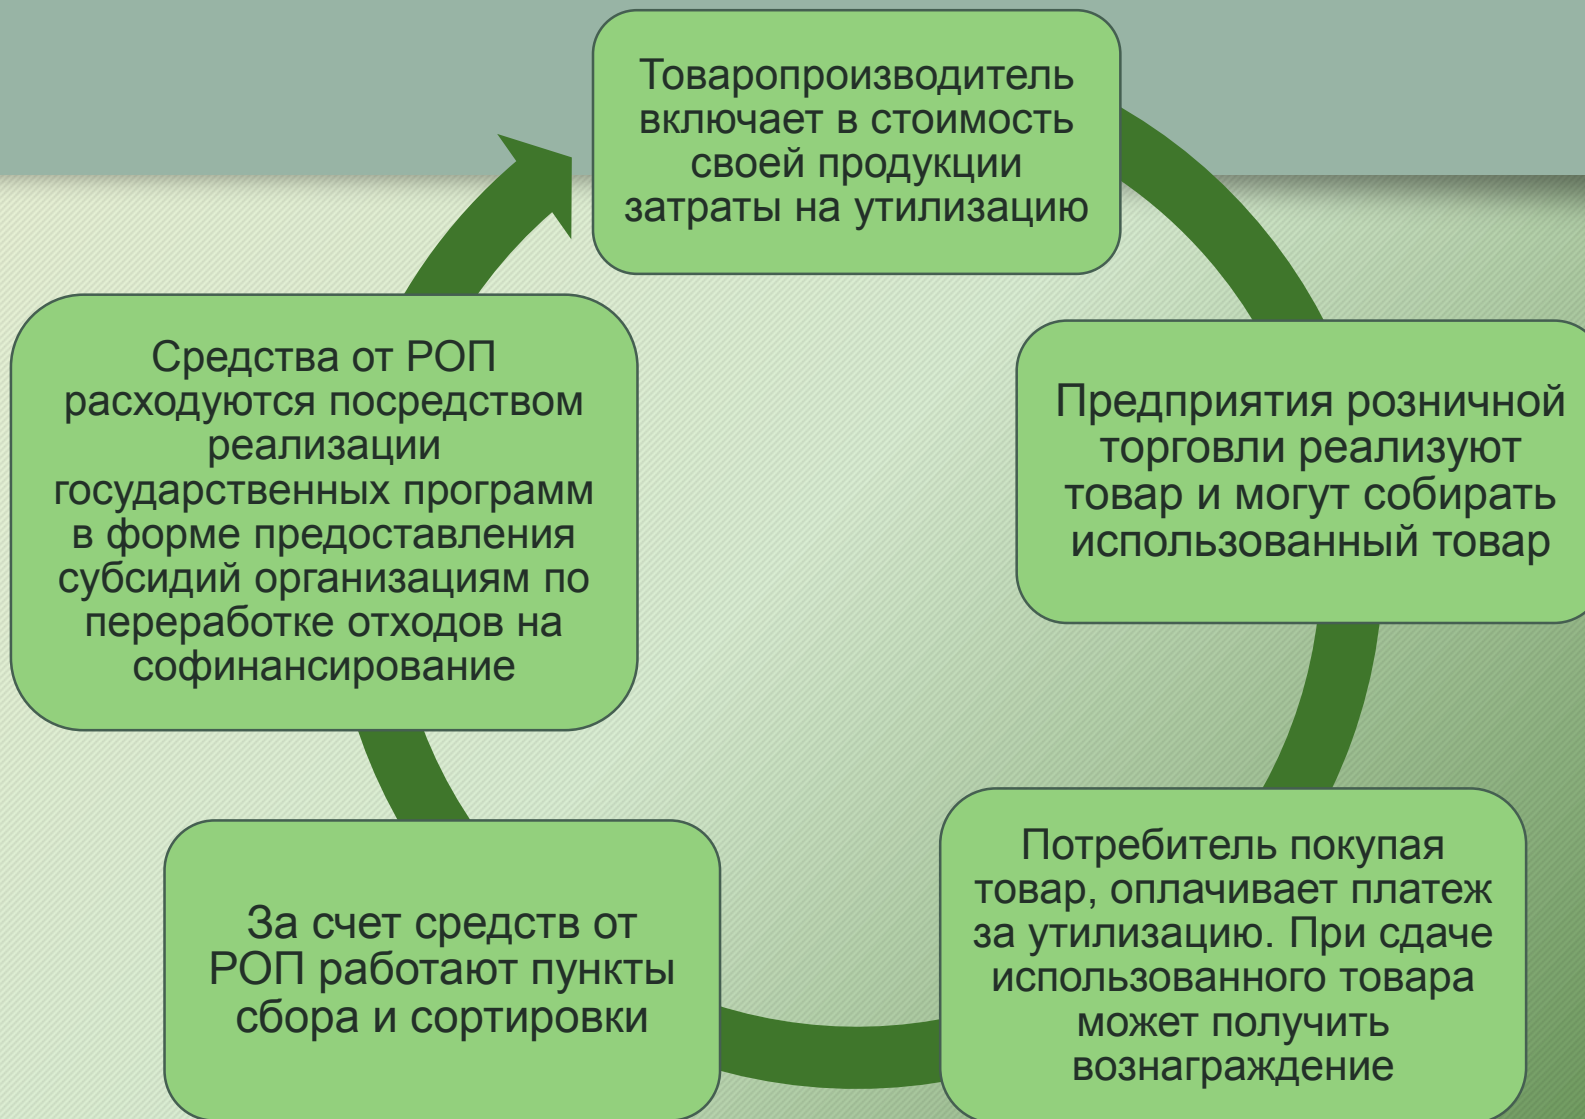 Товаропроизводитель
включает в стоимость
своей продукции
затраты на утилизацию
Предприятия розничной
торговли реализуют
товар и могут собирать
использованный товар
Потребитель покупая
товар, оплачивает платеж
за утилизацию. При сдаче
использованного товара
может получить
вознаграждение
За счет средств от
РОП работают пункты
сбора и сортировки
Средства от РОП
расходуются посредством
реализации
государственных программ
в форме предоставления
субсидий организациям по
переработке отходов на
софинансирование